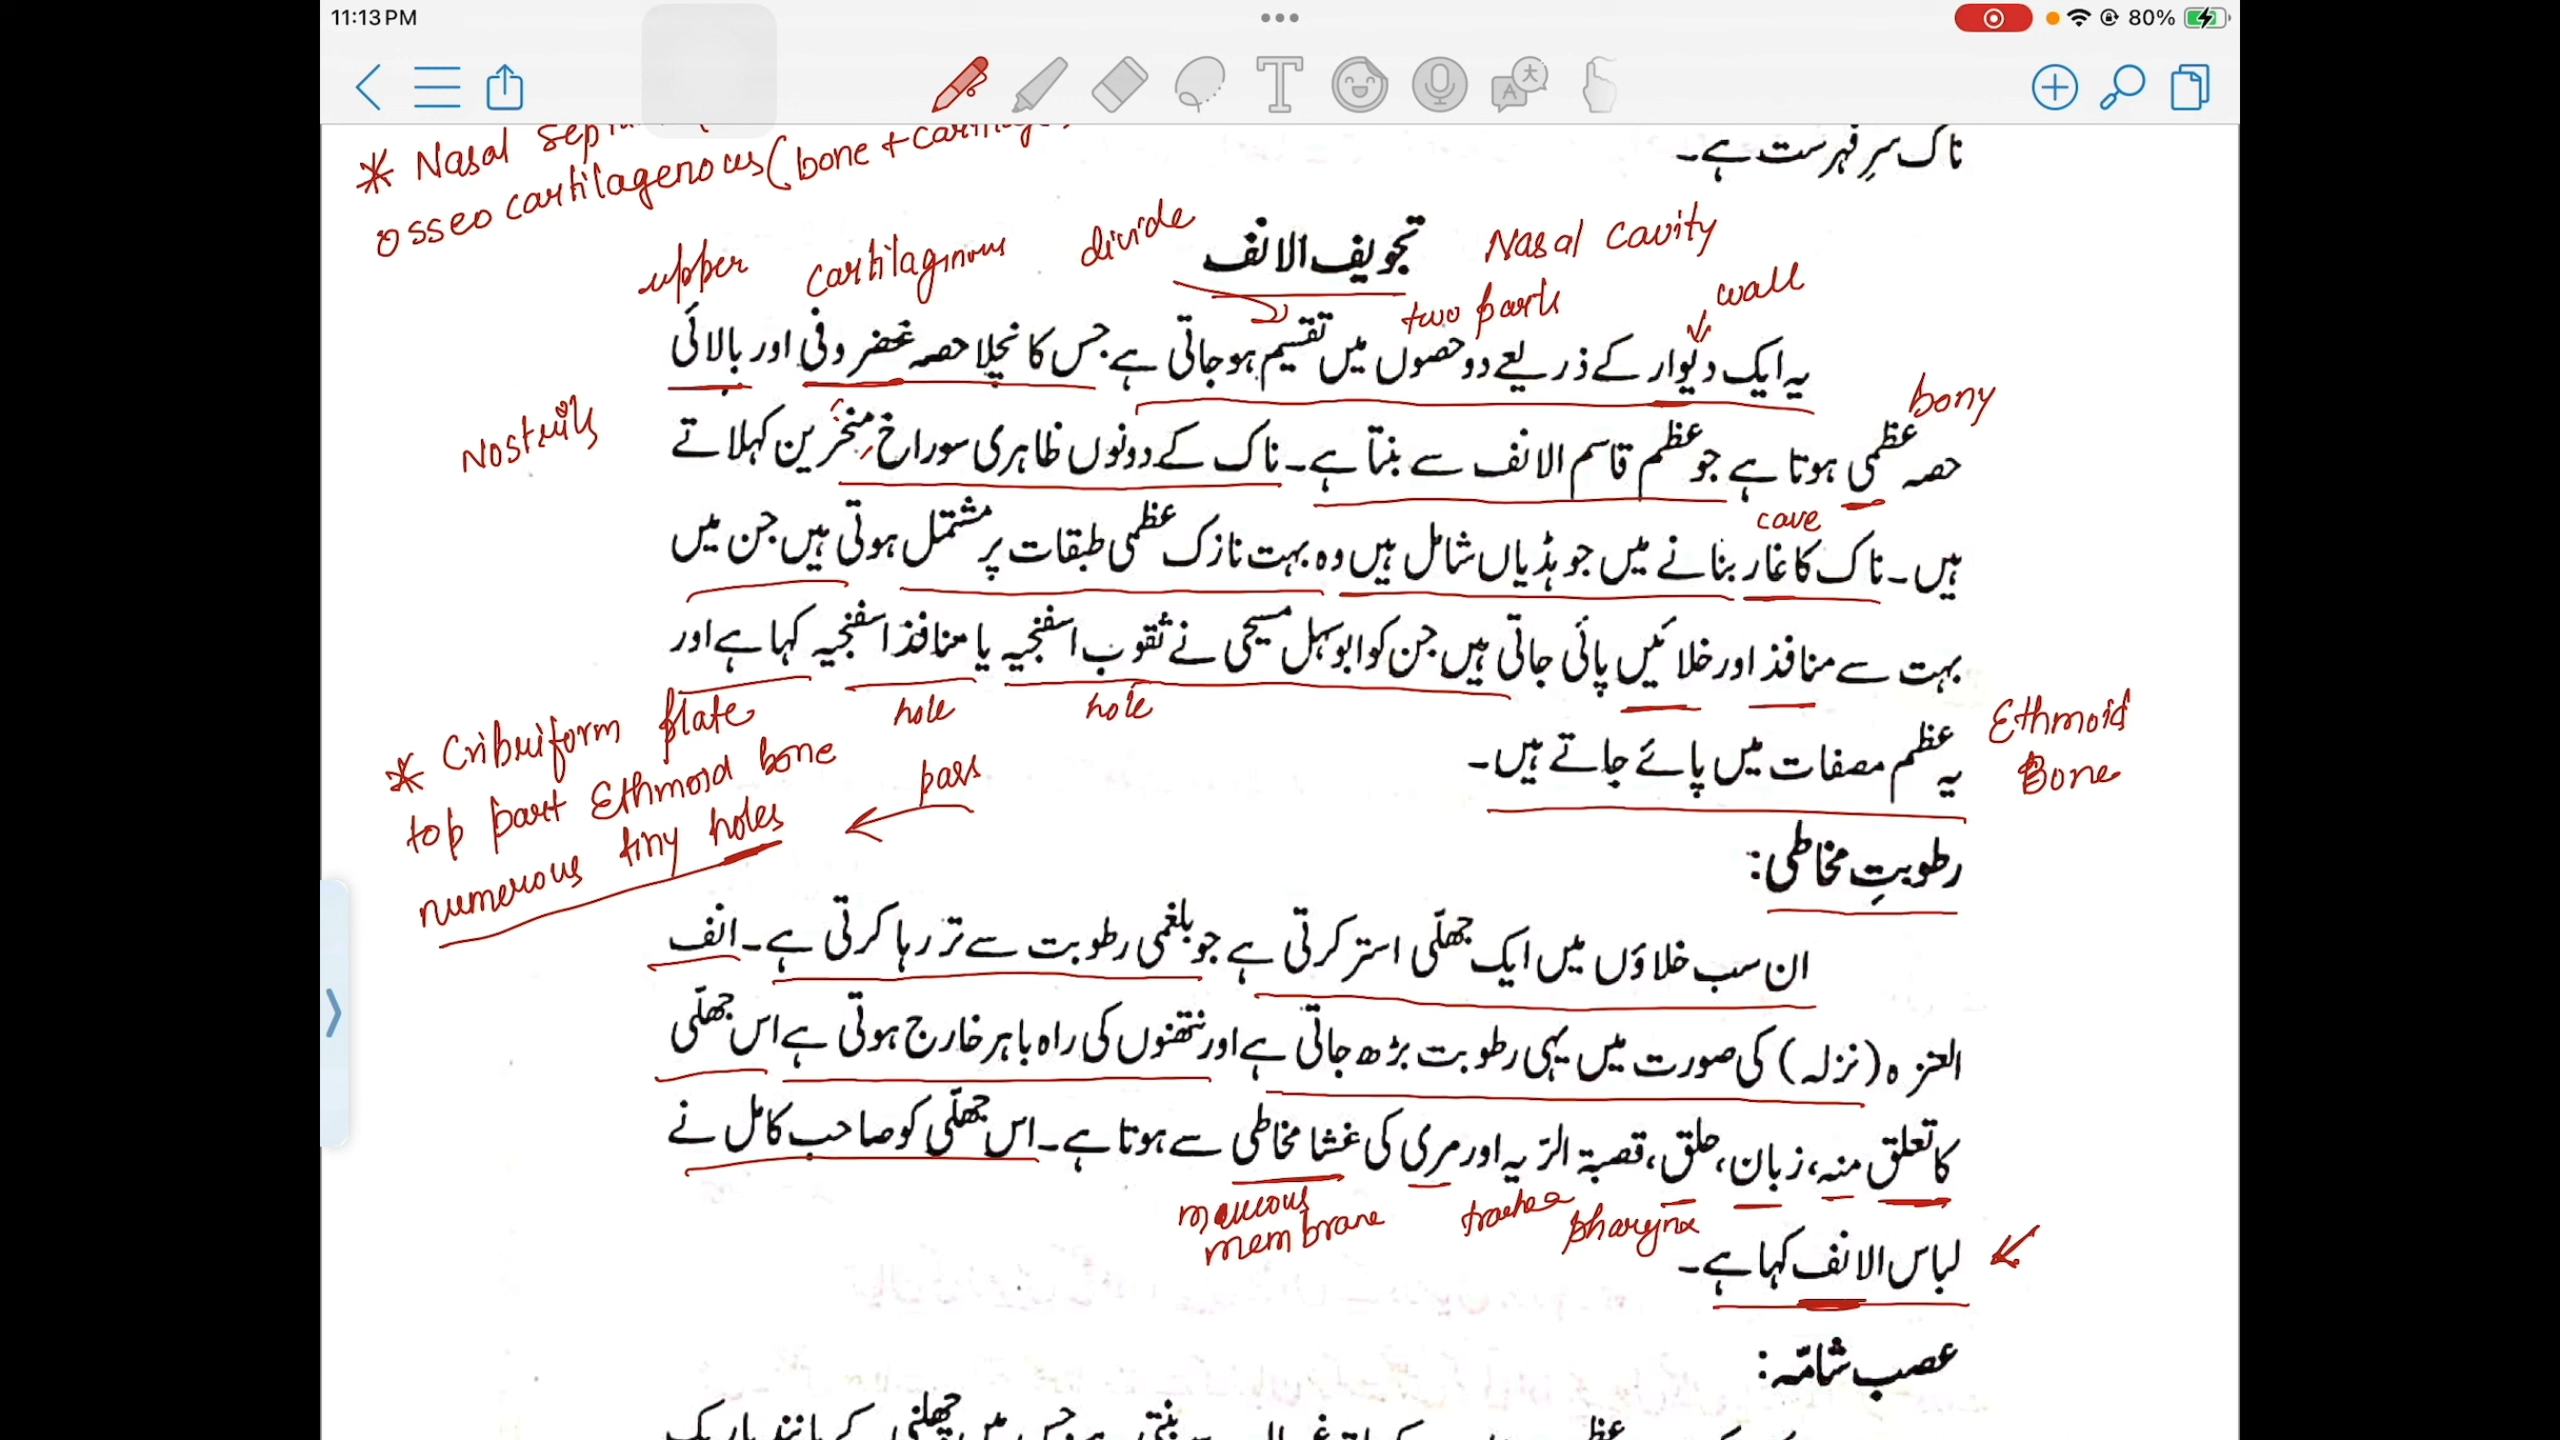 11:13 PM
80%
* Nasal
osseo cartilagenous (bone +
ناک سرِ فہرست ہے۔
upper cartilaginous divide
تجویف الانف
Nasal Cavity
two parts
wall
یہ ایک دیوار کے ذریعے دو حصوں میں تقسیم ہو جاتی ہے جس کا نچلا حصہ غضروفی اور بالائی
bony
Nostrils
حصہ عظمی ہوتا ہے جو عظم قاسم الانف سے بنتا ہے۔ ناک کے دونوں ظاہری سوراخ منخرین کہلاتے
cave
ہیں۔ ناک کا غار بنانے میں جو ہڈیاں شامل ہیں وہ بہت نازک عظمی طبقات پر مشتمل ہوتی ہیں جن میں
بہت سے منافذ اور خلائیں پائی جاتی ہیں جن کو ابوسہل مسیحی نے ثقوب اسفنجیہ یا منافذ اسفنجیہ کہا ہے اور
hole
hole
Ethmoid
Bone
یہ عظم مصفات میں پائے جاتے ہیں۔
* Cribriform plate
top part Ethmoid bone
numerous tiny holes
pass
رطوبتِ مخاطی:
ان سب خلاؤں میں ایک جھلّی استر کرتی ہے جو بلغمی رطوبت سے تر رہا کرتی ہے۔ انف
العنزہ (نزلہ) کی صورت میں یہی رطوبت بڑھ جاتی ہے اور نتھنوں کی راہ باہر خارج ہوتی ہے اس جھلّی
کا تعلق منہ، زبان، حلق، قصبۃ الرّیہ اور مری کی غشا مخاطی سے ہوتا ہے۔ اس جھلّی کو صاحب کامل نے
mucous
membrane
trachea
pharynx
لباس الانف کہا ہے۔
عصب شامّہ: